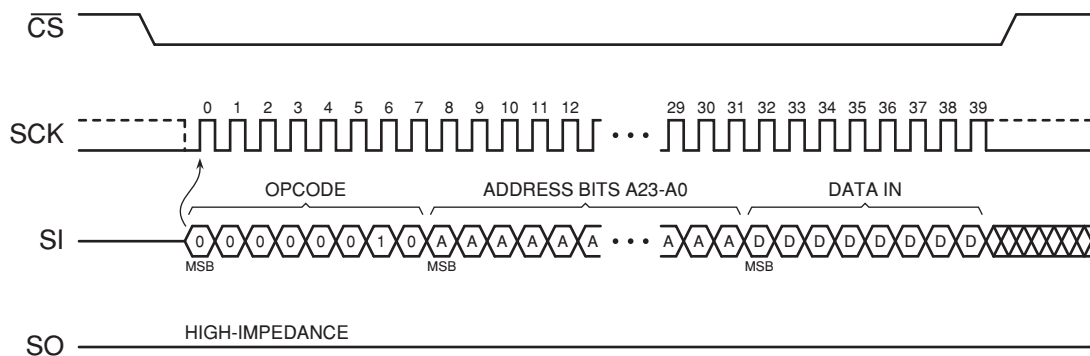 CS
0 1 2 3 4 5 6 7 8 9 10 11 12 29 30 31 32 33 34 35 36 37 38 39
SCK
OPCODE ADDRESS BITS A23-A0 DATA IN
SI 0 0 0 0 0 0 1 0 A A A A A A A A A D D D D D D D D
MSB MSB MSB
HIGH-IMPEDANCE
SO